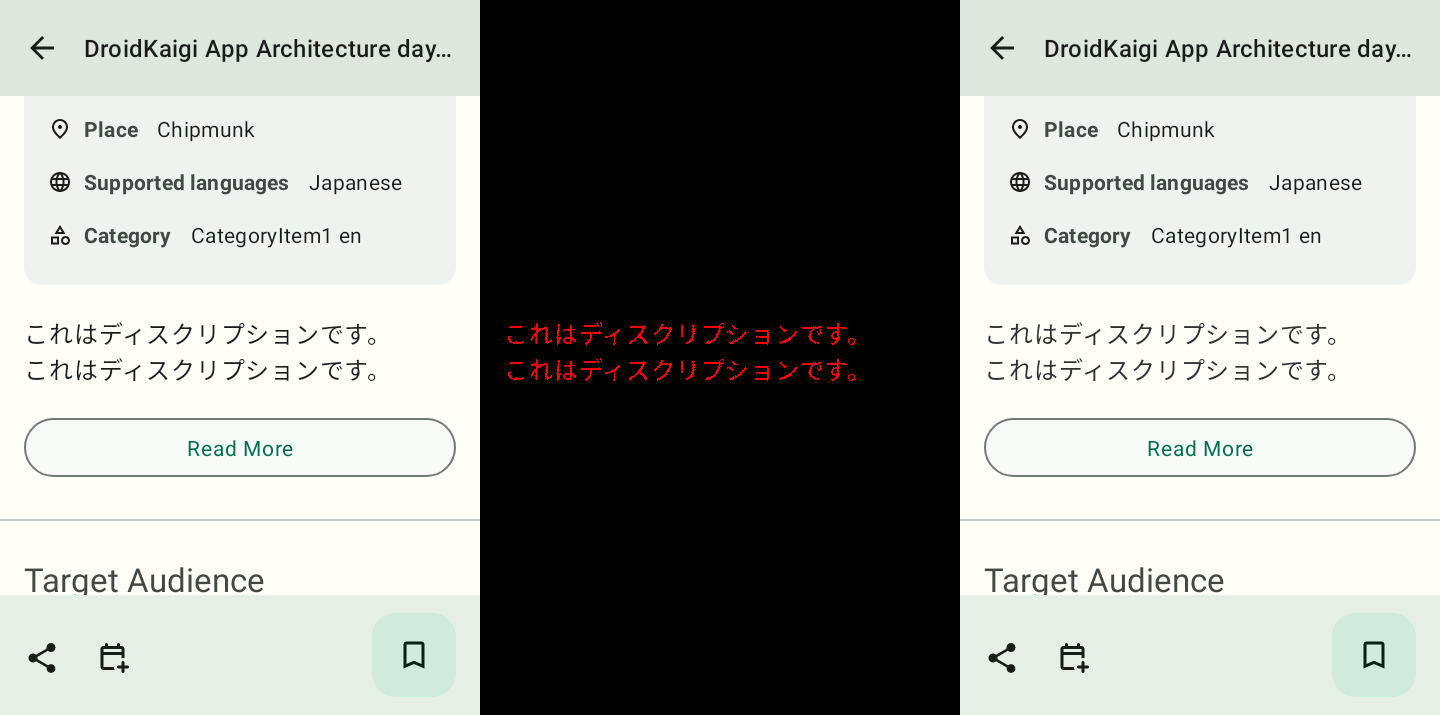 DroidKaigi App Architecture day...
Place Chipmunk
Supported languages Japanese
Category CategoryItem1 en
これはディスクリプションです。
これはディスクリプションです。
Read More
Target Audience
これはディスクリプションです。
これはディスクリプションです。
DroidKaigi App Architecture day...
Place Chipmunk
Supported languages Japanese
Category CategoryItem1 en
これはディスクリプションです。
これはディスクリプションです。
Read More
Target Audience